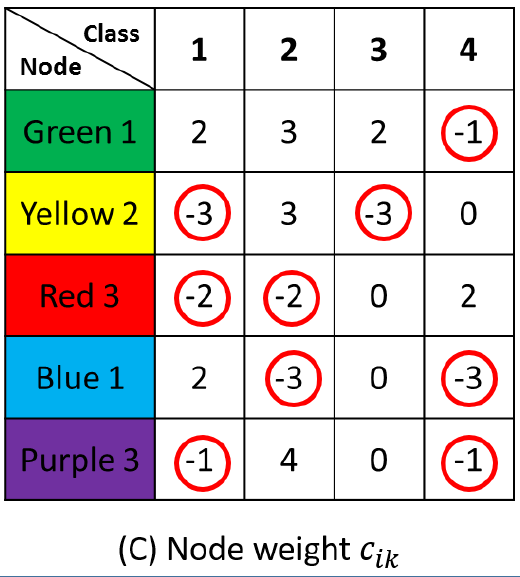 Class
Node
1 2 3 4
Green 1 2 3 2 -1
Yellow 2 -3 3 -3 0
Red 3 -2 -2 0 2
Blue 1 2 -3 0 -3
Purple 3 -1 4 0 -1
(C) Node weight c_{ik}